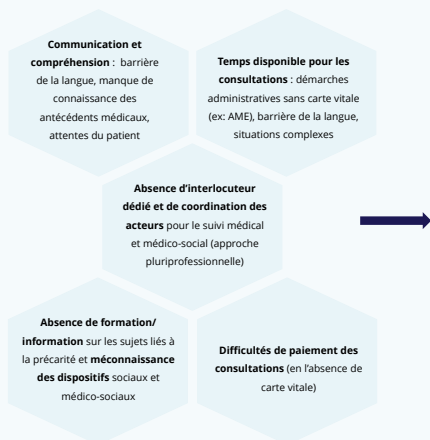 Communication et
compréhension : barrière
de la langue, manque de
connaissance des
antécédents médicaux,
attentes du patient
Temps disponible pour les
consultations : démarches
administratives sans carte vitale
(ex: AME), barrière de la langue,
situations complexes
Absence d'interlocuteur
dédié et de coordination des
acteurs pour le suivi médical
et médico-social (approche
pluriprofessionnelle)
Absence de formation/
information sur les sujets liés à
la précarité et méconnaissance
des dispositifs sociaux et
médico-sociaux
Difficultés de paiement des
consultations (en l'absence de
carte vitale)